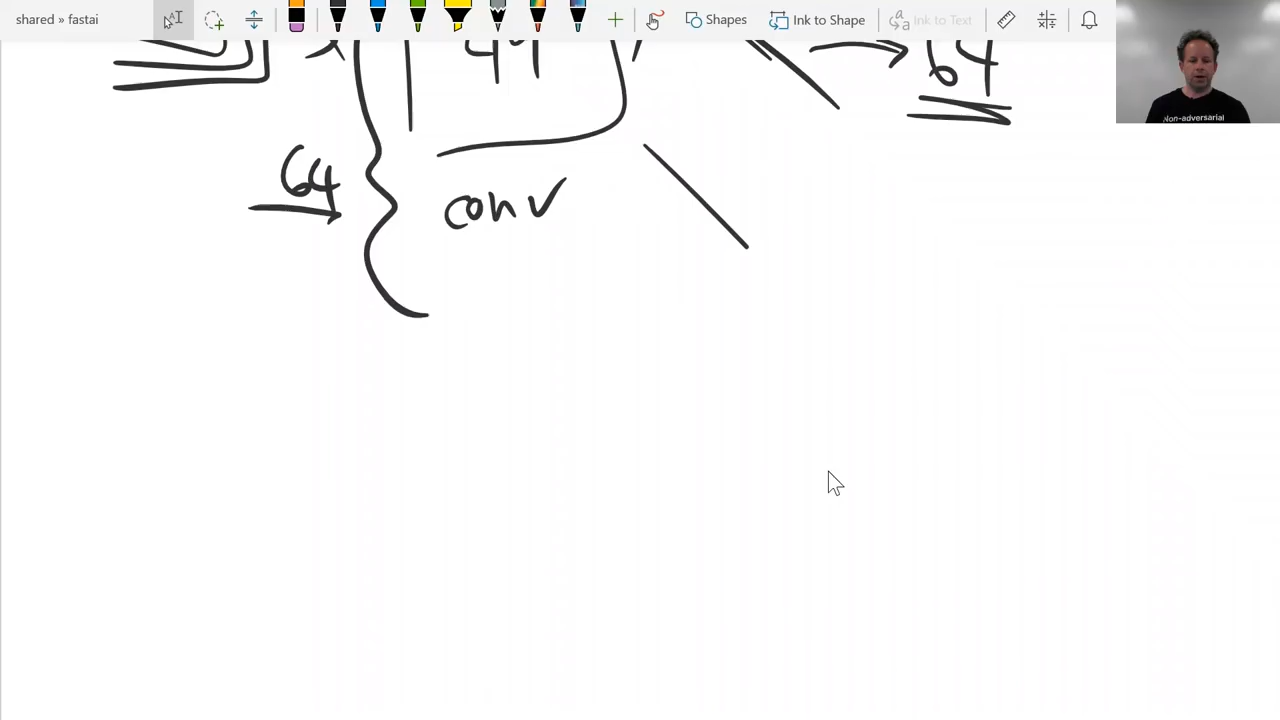 shared » fastai
Shapes
Ink to Shape
Ink to Text
64
64
conv
Non-adversarial